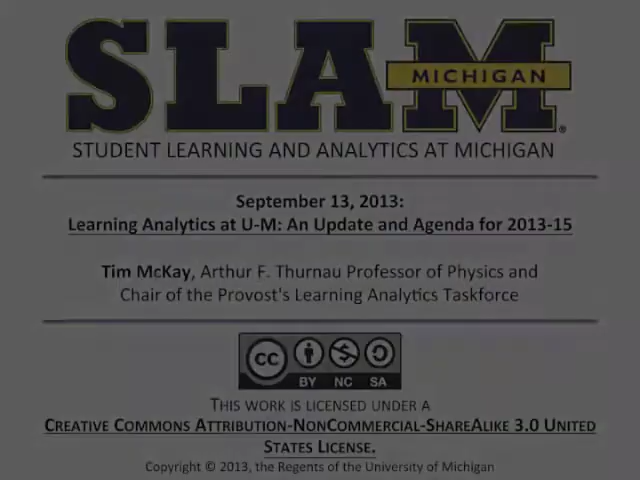 SLAM
MICHIGAN
®
STUDENT LEARNING AND ANALYTICS AT MICHIGAN
September 13, 2013:
Learning Analytics at U-M: An Update and Agenda for 2013-15
Tim McKay, Arthur F. Thurnau Professor of Physics and
Chair of the Provost's Learning Analytics Taskforce
CC
BY NC SA
THIS WORK IS LICENSED UNDER A
CREATIVE COMMONS ATTRIBUTION-NONCOMMERCIAL-SHAREALIKE 3.0 UNITED
STATES LICENSE.
Copyright © 2013, the Regents of the University of Michigan